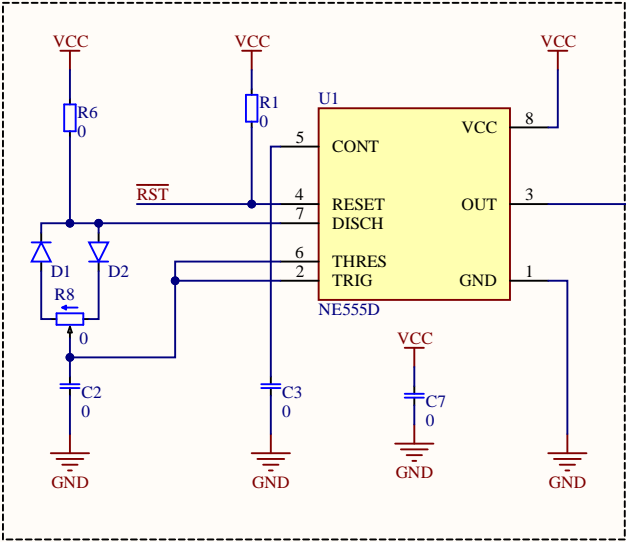 VCC
VCC
VCC
R6
0
R1
0
U1
VCC
8
5
CONT
RST
4
RESET
OUT
3
7
DISCH
6
THRES
2
TRIG
GND
1
D1
D2
R8
0
NE555D
VCC
C2
0
C3
0
C7
0
GND
GND
GND
GND